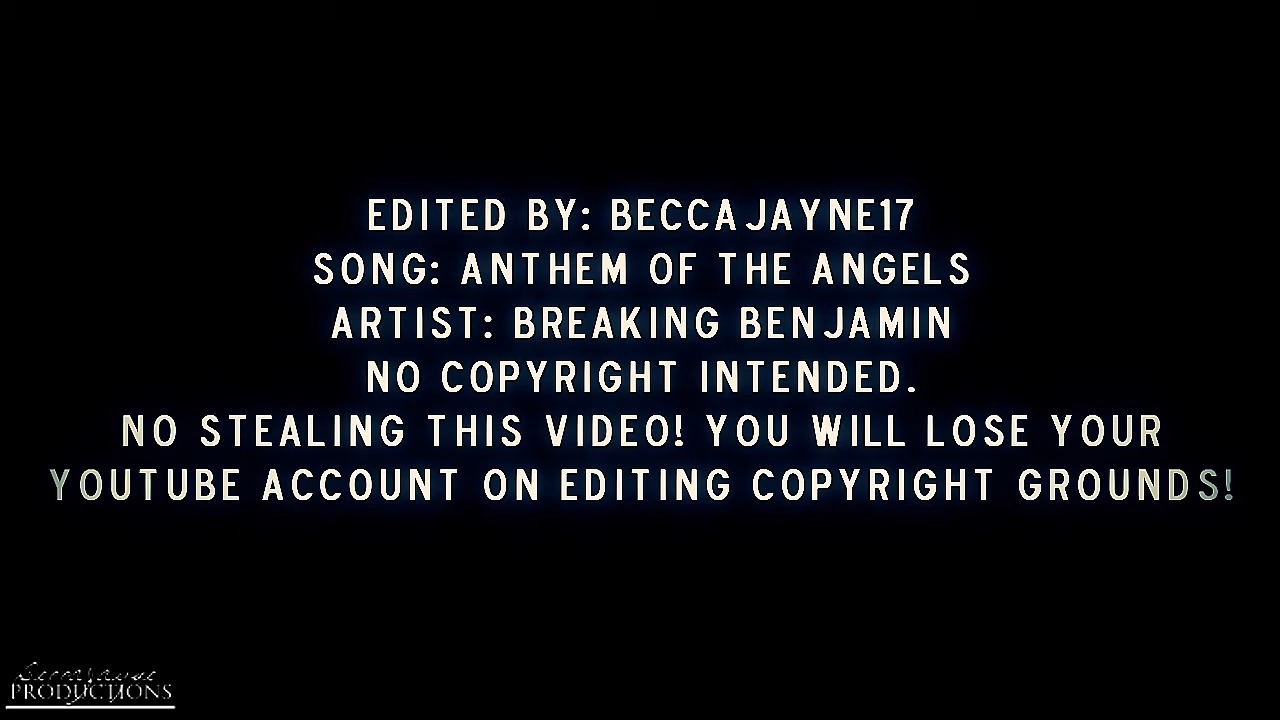 EDITED BY: BECCAJAYNE17
SONG: ANTHEM OF THE ANGELS
ARTIST: BREAKING BENJAMIN
NO COPYRIGHT INTENDED.
NO STEALING THIS VIDEO! YOU WILL LOSE YOUR
YOUTUBE ACCOUNT ON EDITING COPYRIGHT GROUNDS!
PRODUCTIONS